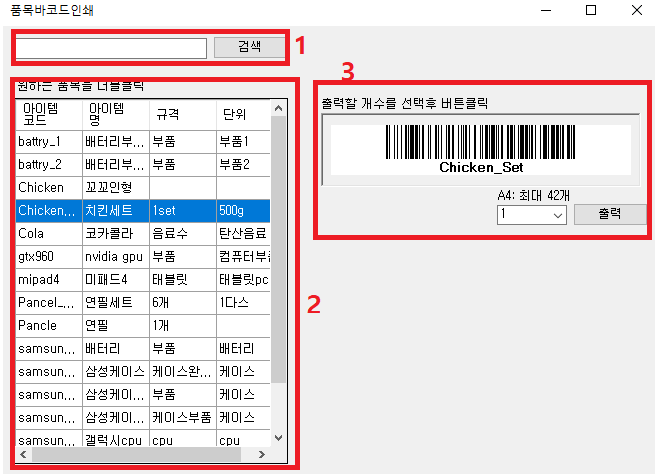 품목바코드인쇄
검색
1
원하는 품목을 더블클릭
아이템 코드 아이템 명 규격 단위
battry_1 배터리부... 부품 부품1
battry_2 배터리부... 부품 부품2
Chicken 꼬꼬인형
Chicken... 치킨세트 1set 500g
Cola 코카콜라 음료수 탄산음료
gtx960 nvidia gpu 부품 컴퓨터부
mipad4 미패드4 태블릿 태블릿pc
Pancel_... 연필세트 6개 1다스
Pancle 연필 1개
samsun... 배터리 부품 배터리
samsun... 삼성케이스 케이스완... 케이스
samsun... 삼성케이... 부품 케이스
samsun... 삼성케이... 케이스부품 케이스
samsun... 갤럭시cpu cpu cpu
2
3
출력할 개수를 선택후 버튼클릭
Chicken_Set
A4: 최대 42개
1 출력